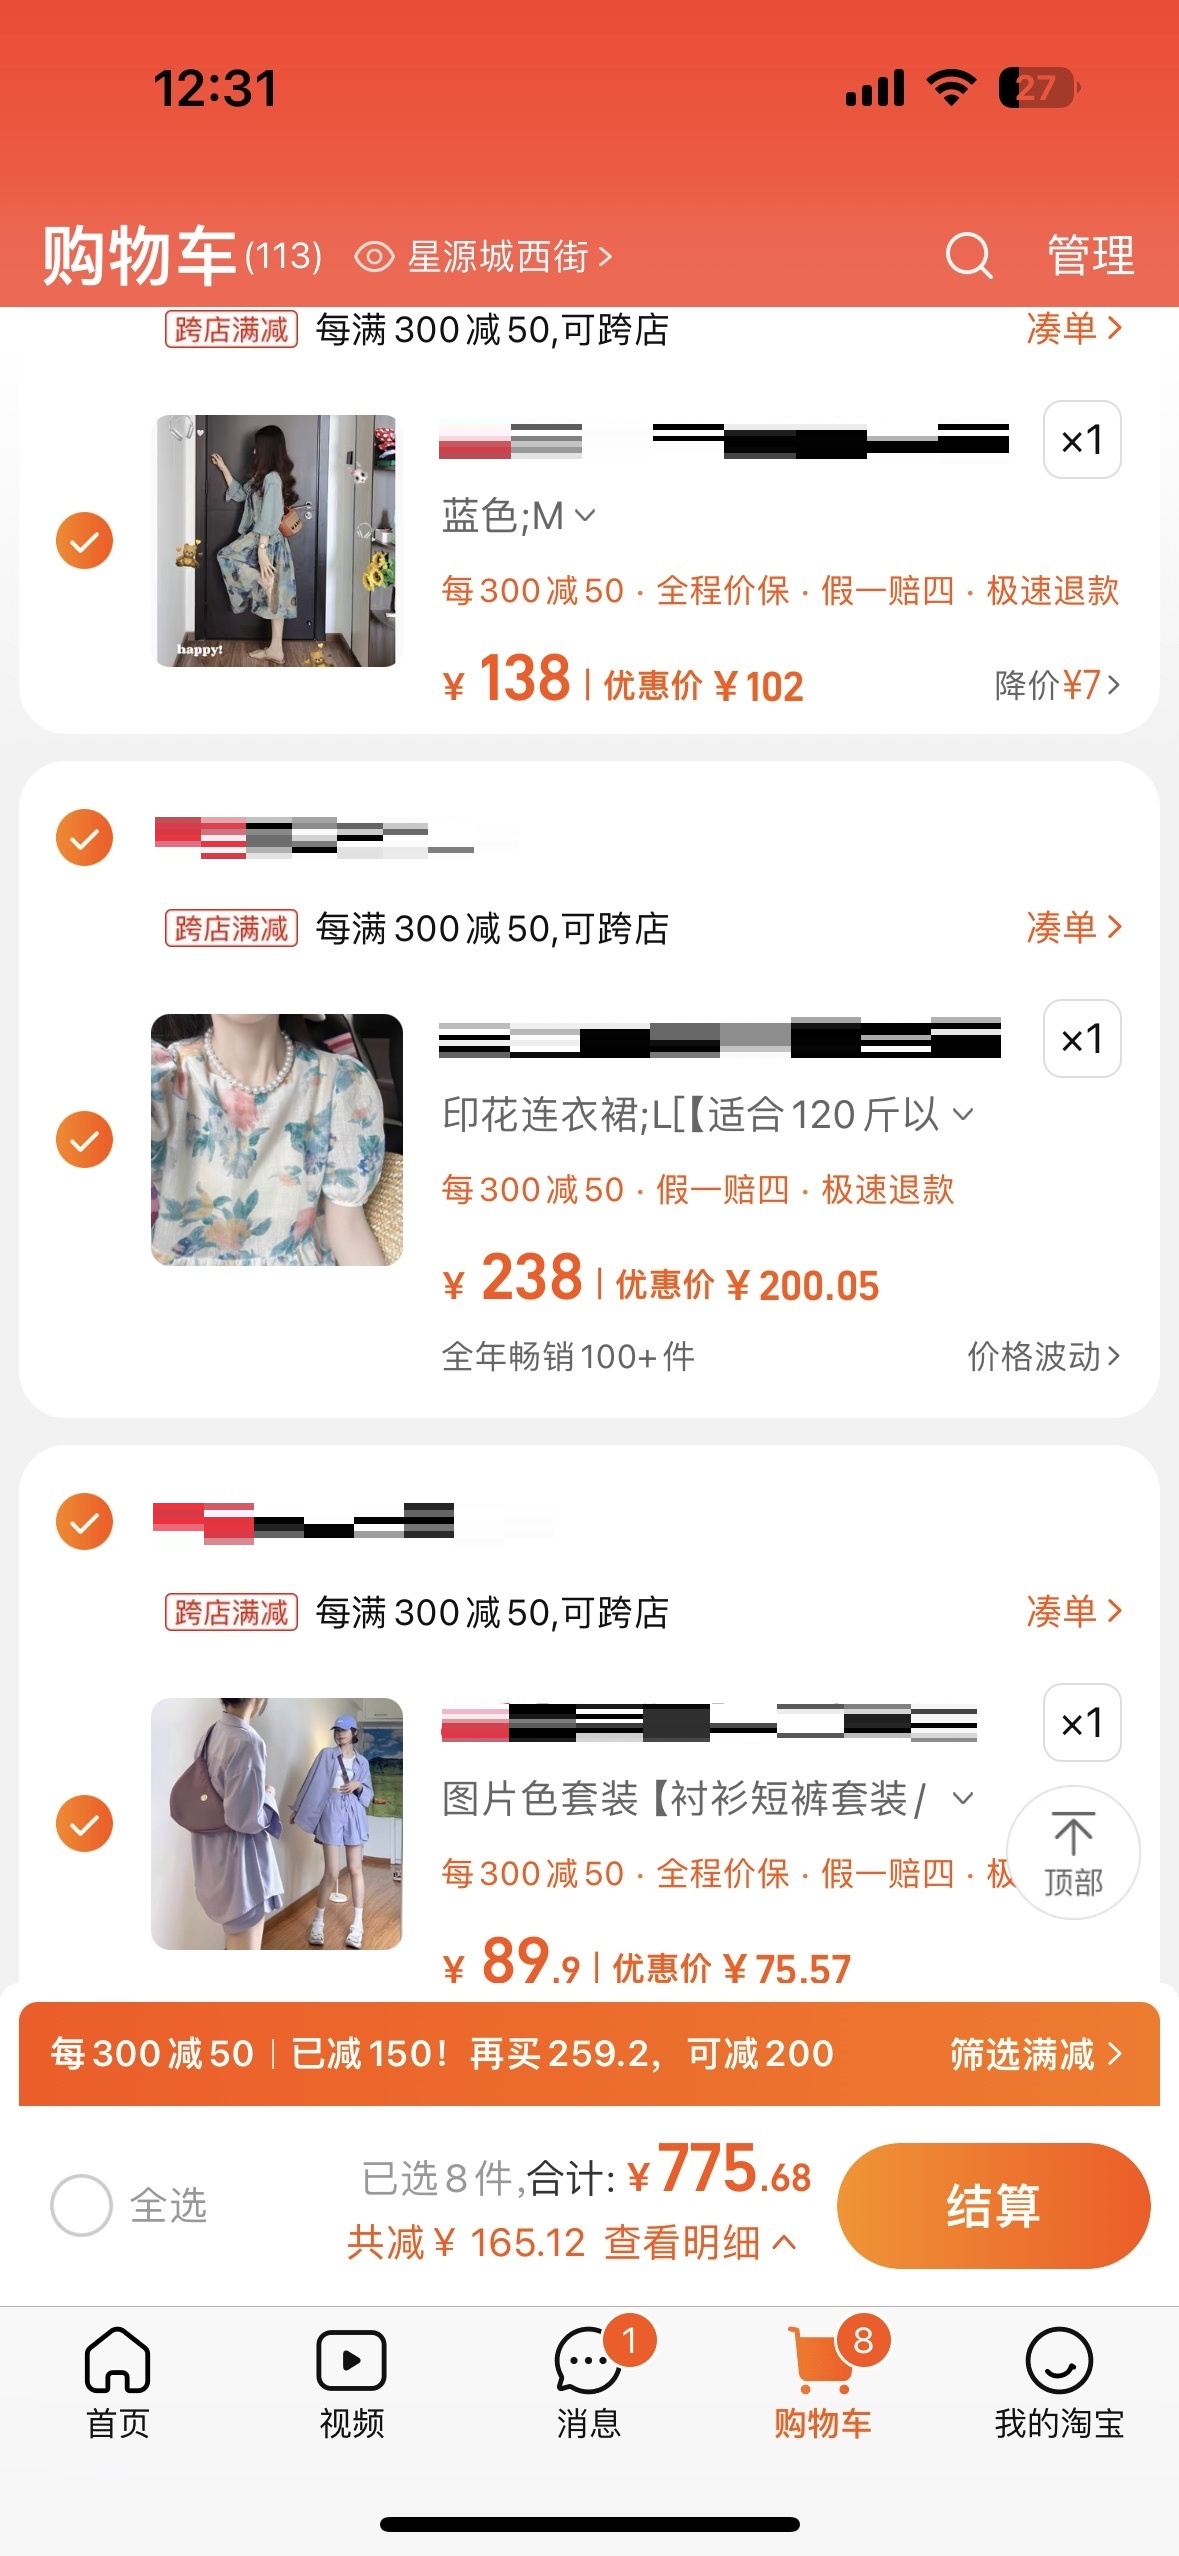 12:31
27
购物车(113) 星源城西街>
管理
跨店满减 每满300减50,可跨店 凑单>
happy!
×1
蓝色;M
每300减50 · 全程价保 · 假一赔四 · 极速退款
¥ 138 | 优惠价 ¥102 降价¥7>
跨店满减 每满300减50,可跨店 凑单>
×1
印花连衣裙;L[【适合120斤以
每300减50 · 假一赔四 · 极速退款
¥ 238 | 优惠价 ¥200.05
全年畅销100+件 价格波动>
跨店满减 每满300减50,可跨店 凑单>
×1
图片色套装【衬衫短裤套装/
每300减50 · 全程价保 · 假一赔四 · 极
顶部
¥ 89.9 | 优惠价 ¥75.57
每300减50 | 已减150！再买259.2，可减200 筛选满减>
全选
已选8件,合计: ¥775.68
共减¥ 165.12 查看明细
结算
1
8
首页 视频 消息 购物车 我的淘宝